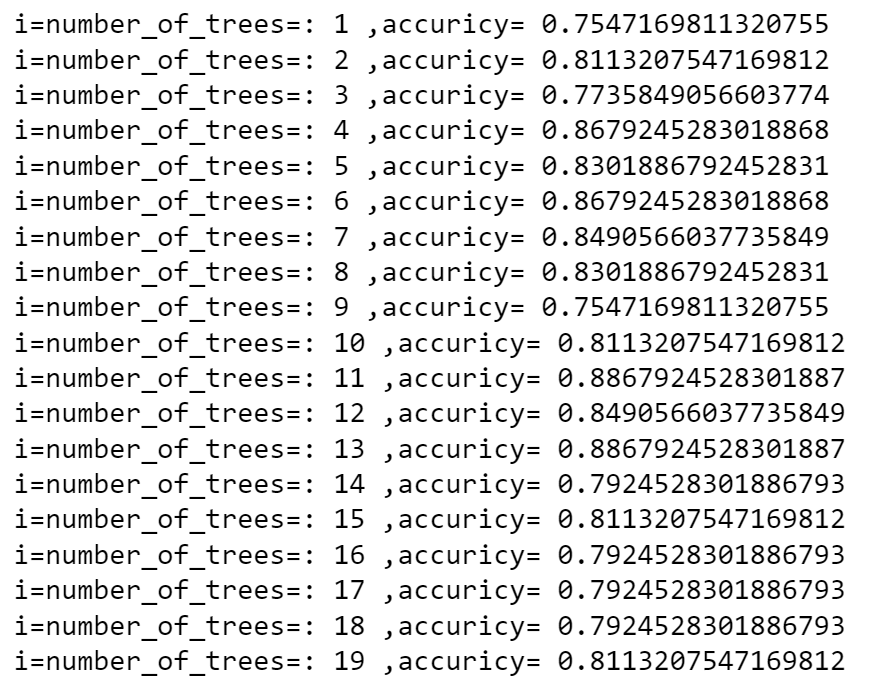 i=number_of_trees=: 1 ,accuricy= 0.7547169811320755
i=number_of_trees=: 2 ,accuricy= 0.8113207547169812
i=number_of_trees=: 3 ,accuricy= 0.7735849056603774
i=number_of_trees=: 4 ,accuricy= 0.8679245283018868
i=number_of_trees=: 5 ,accuricy= 0.8301886792452831
i=number_of_trees=: 6 ,accuricy= 0.8679245283018868
i=number_of_trees=: 7 ,accuricy= 0.8490566037735849
i=number_of_trees=: 8 ,accuricy= 0.8301886792452831
i=number_of_trees=: 9 ,accuricy= 0.7547169811320755
i=number_of_trees=: 10 ,accuricy= 0.8113207547169812
i=number_of_trees=: 11 ,accuricy= 0.8867924528301887
i=number_of_trees=: 12 ,accuricy= 0.8490566037735849
i=number_of_trees=: 13 ,accuricy= 0.8867924528301887
i=number_of_trees=: 14 ,accuricy= 0.7924528301886793
i=number_of_trees=: 15 ,accuricy= 0.8113207547169812
i=number_of_trees=: 16 ,accuricy= 0.7924528301886793
i=number_of_trees=: 17 ,accuricy= 0.7924528301886793
i=number_of_trees=: 18 ,accuricy= 0.7924528301886793
i=number_of_trees=: 19 ,accuricy= 0.8113207547169812